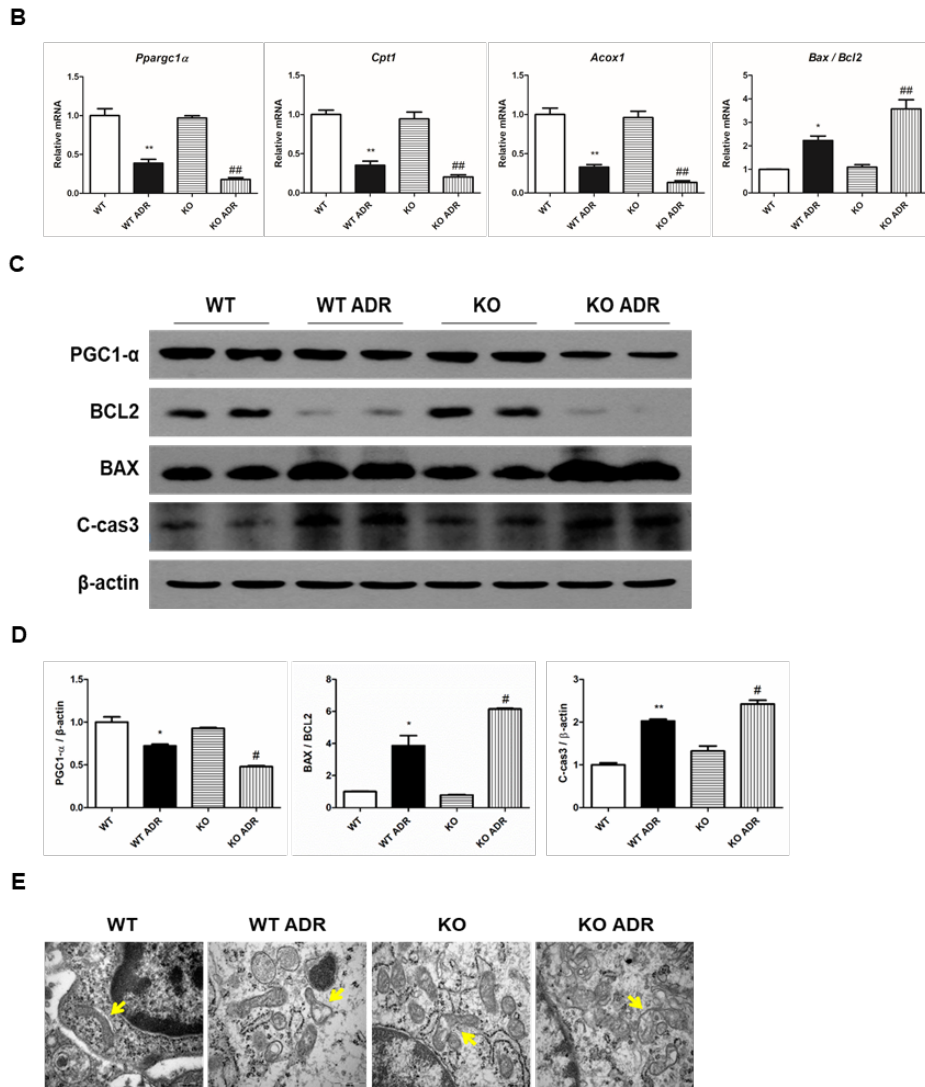 B
Ppargc1α
Relative mRNA
1.5
1.0
0.5
0.0
**
##
WT
WT ADR
KO
KO ADR
Cpt1
Relative mRNA
1.5
1.0
0.5
0.0
**
##
WT
WT ADR
KO
KO ADR
Acox1
Relative mRNA
1.5
1.0
0.5
0.0
**
##
WT
WT ADR
KO
KO ADR
Bax / Bcl2
Relative mRNA
5
4
3
2
1
0
*
##
WT
WT ADR
KO
KO ADR
C
WT WT ADR KO KO ADR
PGC1-α
BCL2
BAX
C-cas3
β-actin
D
PGC1-α / β-actin
1.5
1.0
0.5
0.0
*
#
WT
WT ADR
KO
KO ADR
BAX / BCL2
8
6
4
2
0
*
#
WT
WT ADR
KO
KO ADR
C-cas3 / β-actin
3
2
1
0
**
#
WT
WT ADR
KO
KO ADR
E
WT WT ADR KO KO ADR